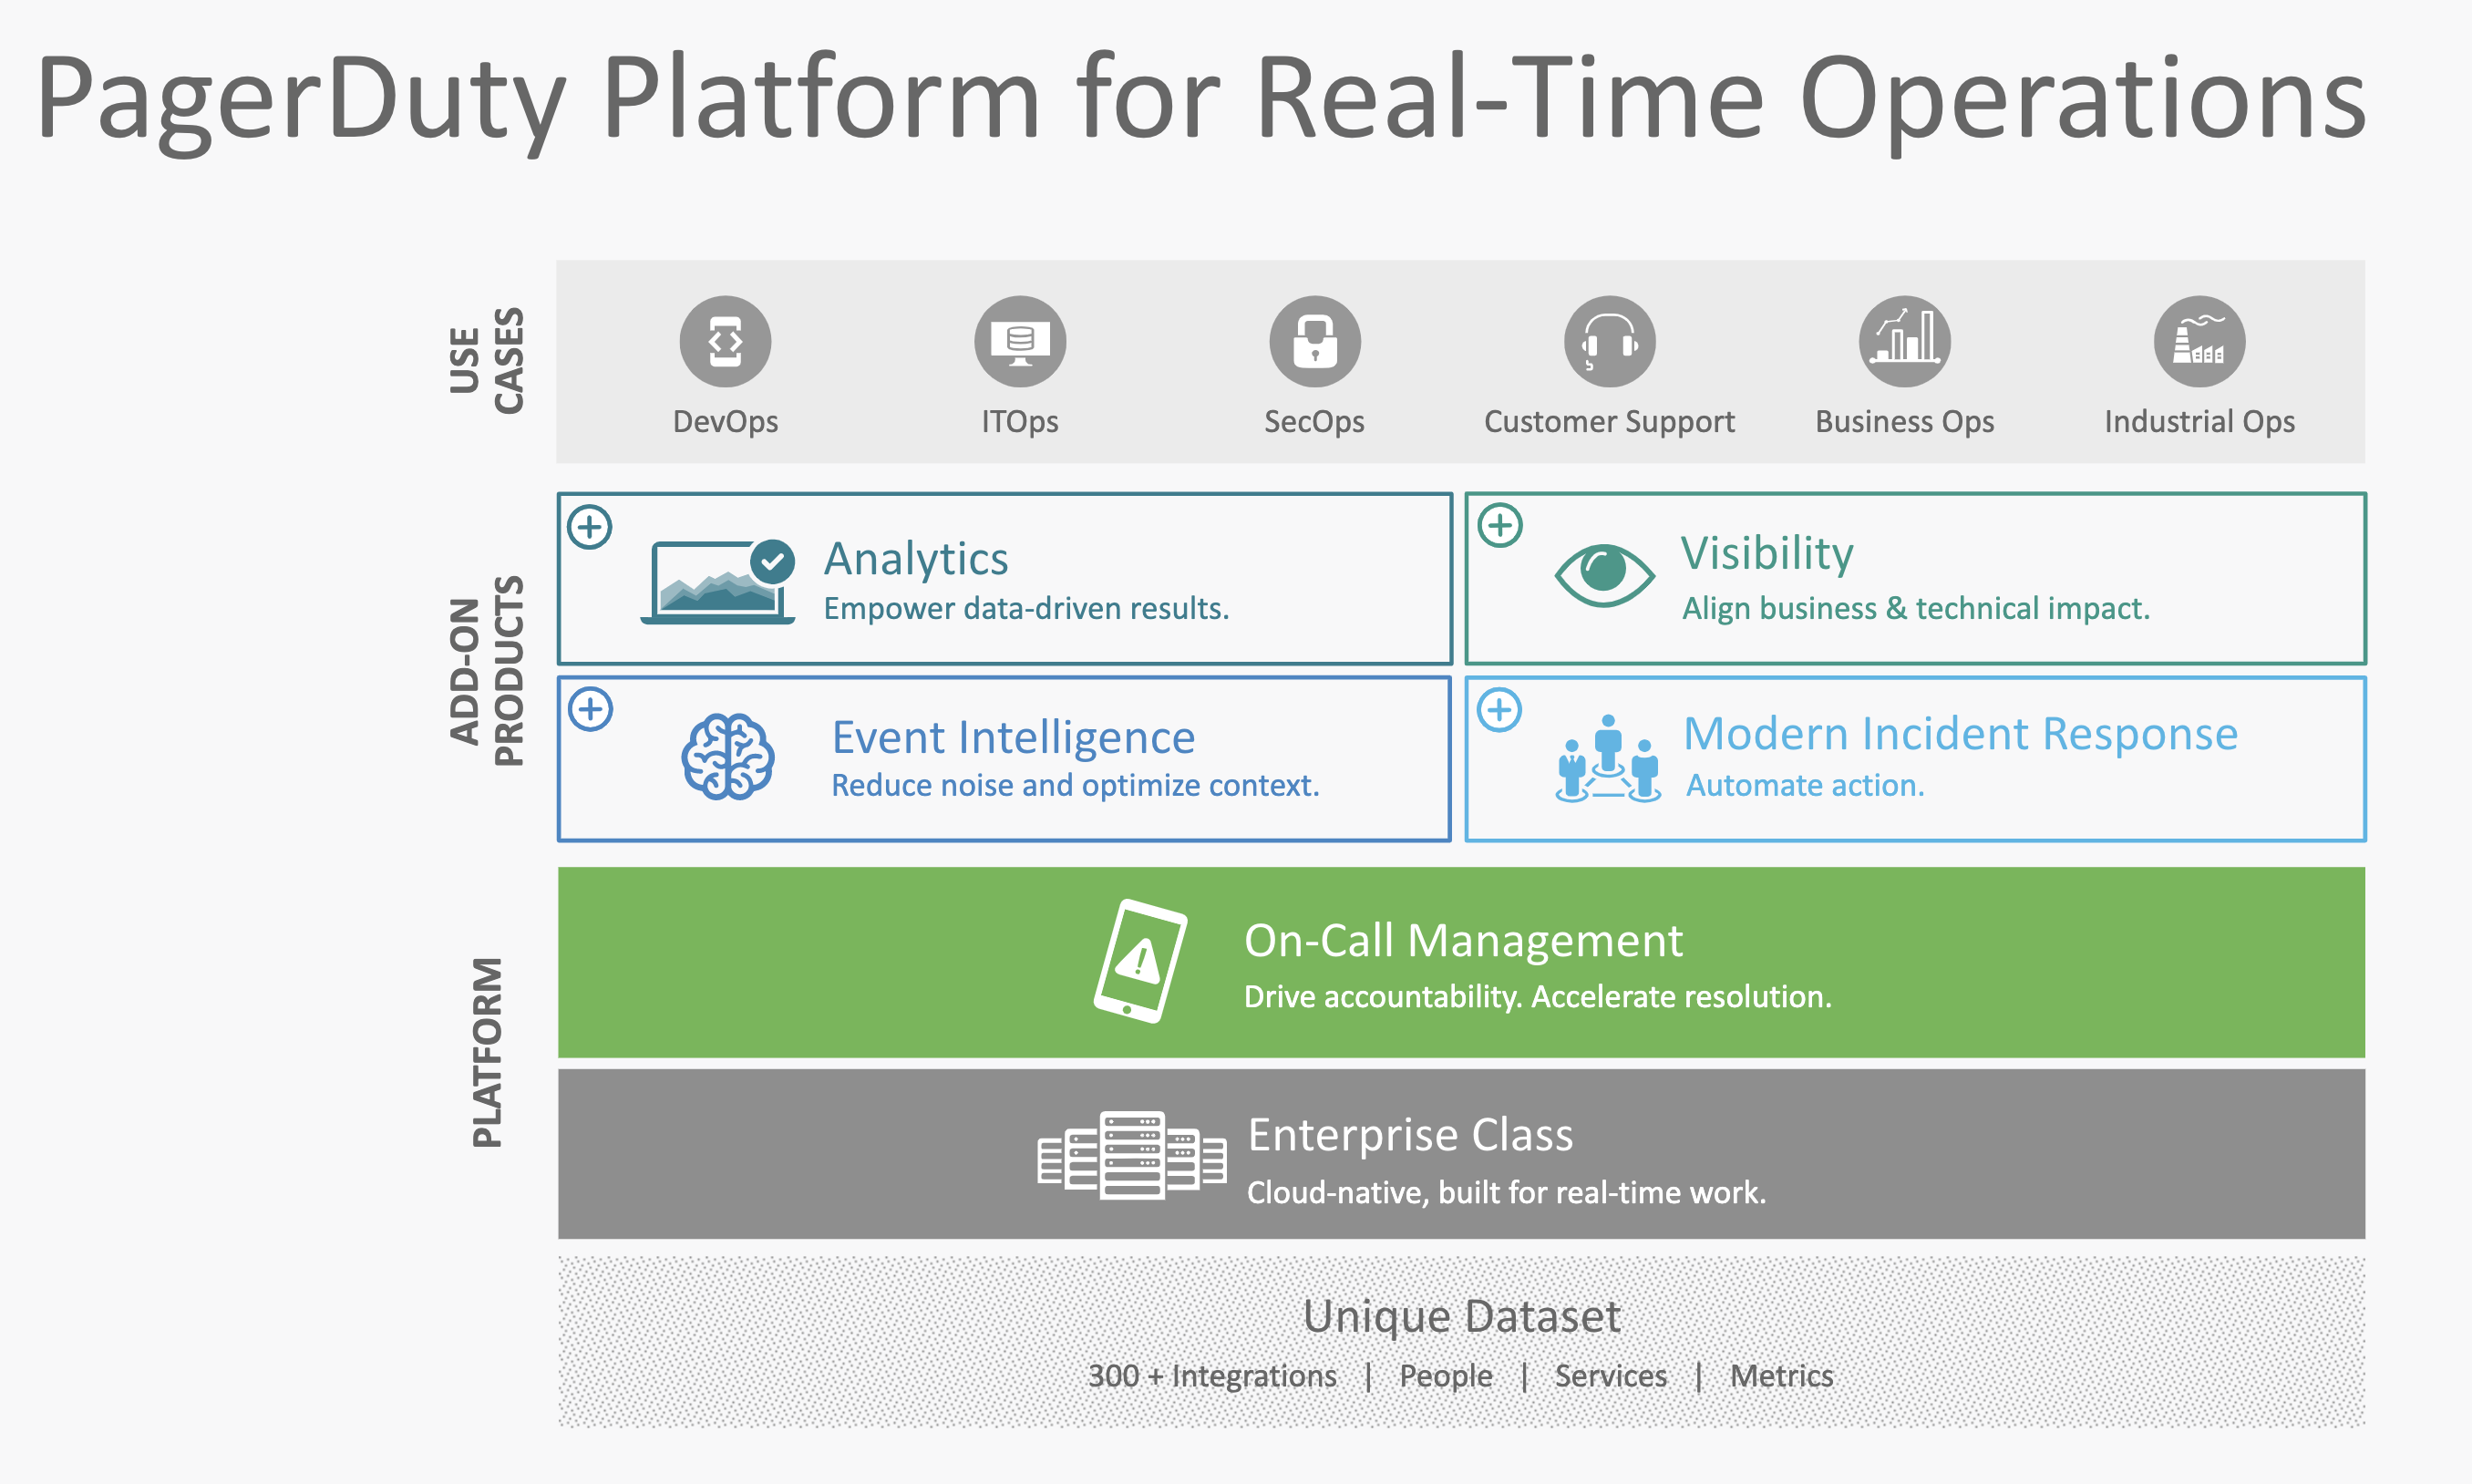 PagerDuty Platform for Real-Time Operations
USE
CASES
DevOps
ITOps
SecOps
Customer Support
Business Ops
Industrial Ops
ADD-ON
PRODUCTS
Analytics
Empower data-driven results.
Visibility
Align business & technical impact.
Event Intelligence
Reduce noise and optimize context.
Modern Incident Response
Automate action.
PLATFORM
On-Call Management
Drive accountability. Accelerate resolution.
Enterprise Class
Cloud-native, built for real-time work.
Unique Dataset
300 + Integrations | People | Services | Metrics